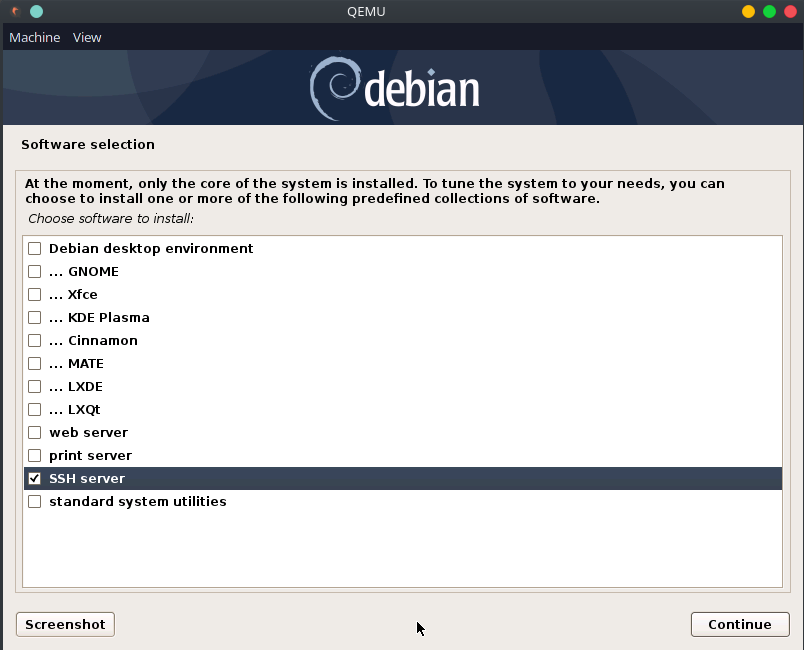 QEMU
Machine View
debian
Software selection
At the moment, only the core of the system is installed. To tune the system to your needs, you can
choose to install one or more of the following predefined collections of software.
Choose software to install:
Debian desktop environment
... GNOME
... Xfce
... KDE Plasma
... Cinnamon
... MATE
... LXDE
... LXQt
web server
print server
SSH server
standard system utilities
Screenshot Continue